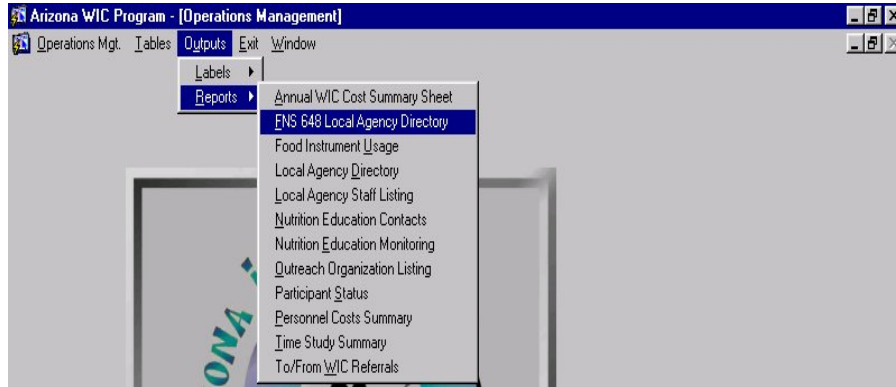 Arizona WIC Program - [Operations Management]
Operations Mgt. Tables Outputs Exit Window
Labels
Reports
Annual WIC Cost Summary Sheet
FNS 648 Local Agency Directory
Food Instrument Usage
Local Agency Directory
Local Agency Staff Listing
Nutrition Education Contacts
Nutrition Education Monitoring
Outreach Organization Listing
Participant Status
Personnel Costs Summary
Time Study Summary
To/From WIC Referrals
ONA